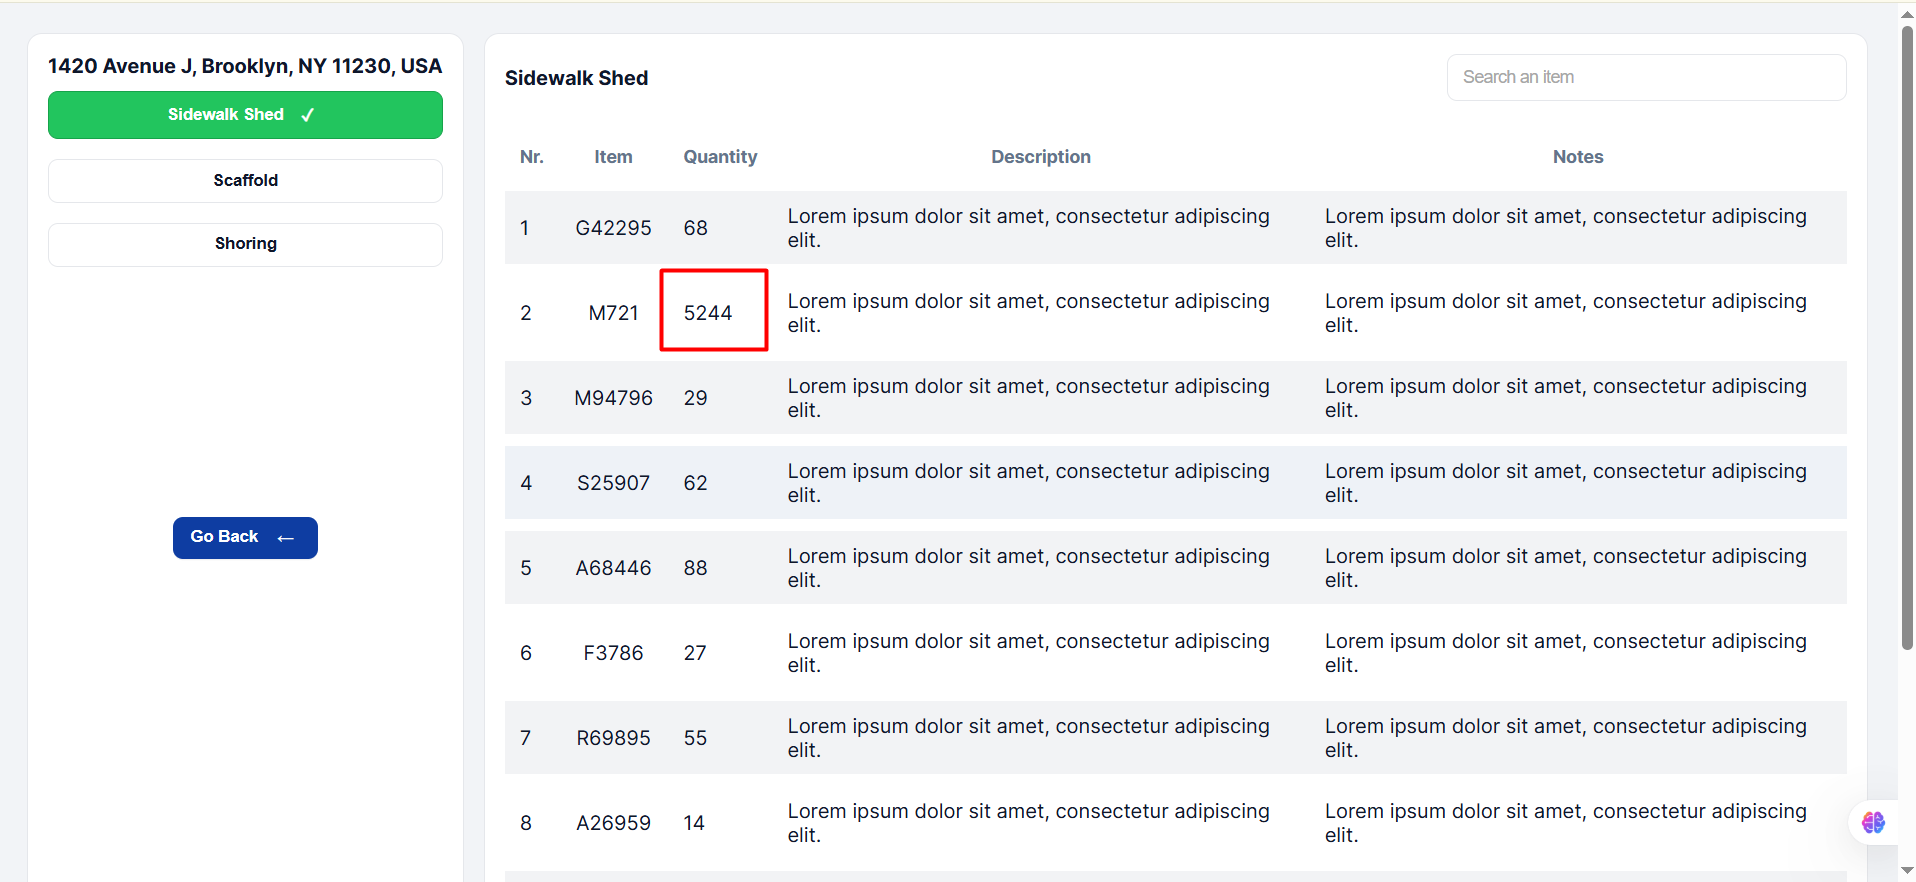 1420 Avenue J, Brooklyn, NY 11230, USA
Sidewalk Shed ✓
Scaffold
Shoring
Go Back ←
Sidewalk Shed
Search an item
Nr. Item Quantity Description Notes
1 G42295 68 Lorem ipsum dolor sit amet, consectetur adipiscing Lorem ipsum dolor sit amet, consectetur adipiscing
elit. elit.
2 M721 5244 Lorem ipsum dolor sit amet, consectetur adipiscing Lorem ipsum dolor sit amet, consectetur adipiscing
elit. elit.
3 M94796 29 Lorem ipsum dolor sit amet, consectetur adipiscing Lorem ipsum dolor sit amet, consectetur adipiscing
elit. elit.
4 S25907 62 Lorem ipsum dolor sit amet, consectetur adipiscing Lorem ipsum dolor sit amet, consectetur adipiscing
elit. elit.
5 A68446 88 Lorem ipsum dolor sit amet, consectetur adipiscing Lorem ipsum dolor sit amet, consectetur adipiscing
elit. elit.
6 F3786 27 Lorem ipsum dolor sit amet, consectetur adipiscing Lorem ipsum dolor sit amet, consectetur adipiscing
elit. elit.
7 R69895 55 Lorem ipsum dolor sit amet, consectetur adipiscing Lorem ipsum dolor sit amet, consectetur adipiscing
elit. elit.
8 A26959 14 Lorem ipsum dolor sit amet, consectetur adipiscing Lorem ipsum dolor sit amet, consectetur adipiscing
elit. elit.